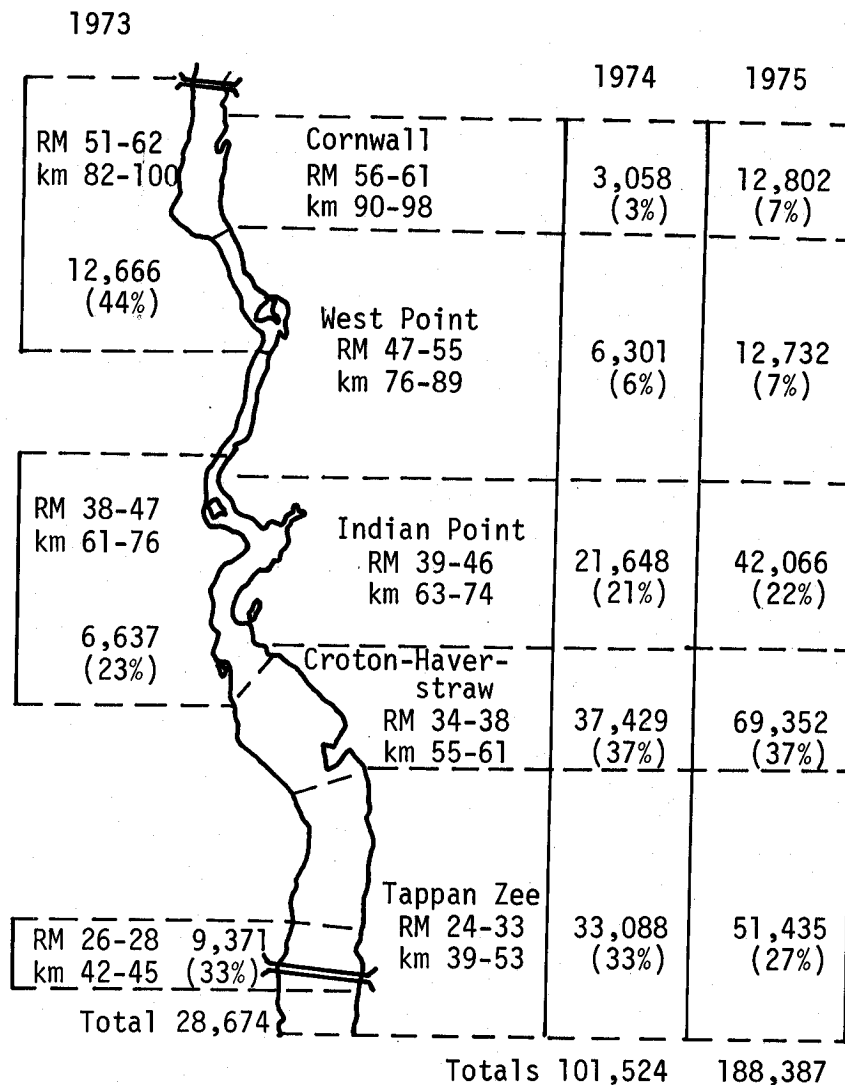 1973
1974 1975
RM 51-62
km 82-100
12,666
(44%)
Cornwall
RM 56-61
km 90-98
3,058
(3%)
12,802
(7%)
West Point
RM 47-55
km 76-89
6,301
(6%)
12,732
(7%)
RM 38-47
km 61-76
6,637
(23%)
Indian Point
RM 39-46
km 63-74
21,648
(21%)
42,066
(22%)
Croton-Haver-
straw
RM 34-38
km 55-61
37,429
(37%)
69,352
(37%)
Tappan Zee
RM 24-33
km 39-53
33,088
(33%)
51,435
(27%)
RM 26-28 9,371
km 42-45 (33%)
Total 28,674
Totals 101,524 188,387